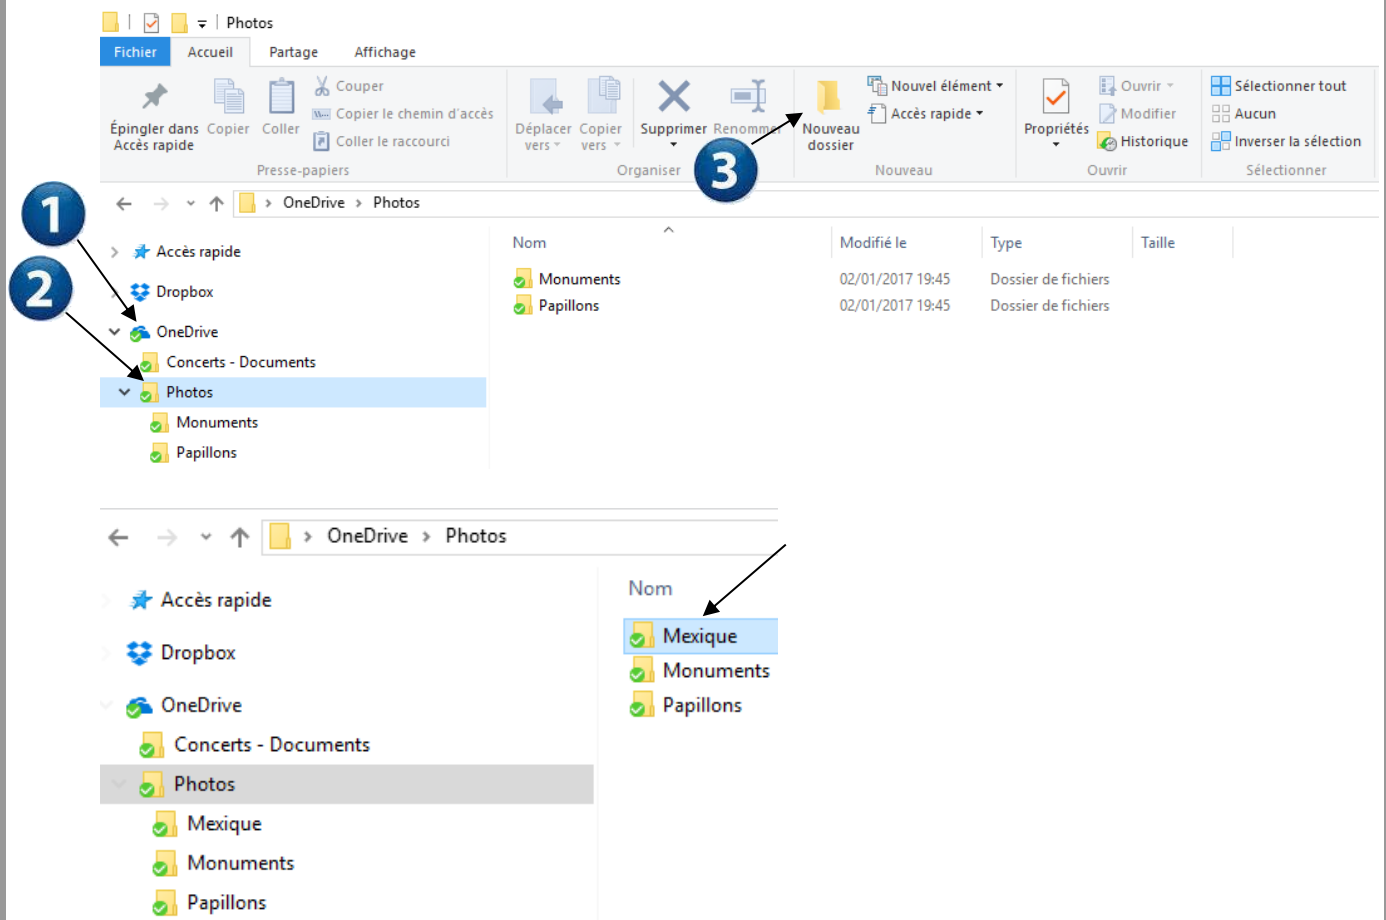 Photos
Fichier Accueil Partage Affichage
Épingler dans Accès rapide
Copier
Coller
Couper
Copier le chemin d'accès
Coller le raccourci
Presse-papiers
Déplacer vers
Copier vers
Supprimer
Renommer
Organiser
Nouveau dossier
Nouvel élément
Accès rapide
Nouveau
Propriétés
Ouvrir
Modifier
Historique
Ouvrir
Sélectionner tout
Aucun
Inverser la sélection
Sélectionner
3
1
2
OneDrive > Photos
Accès rapide
Dropbox
OneDrive
Concerts - Documents
Photos
Monuments
Papillons
Nom Modifié le Type Taille
Monuments 02/01/2017 19:45 Dossier de fichiers
Papillons 02/01/2017 19:45 Dossier de fichiers
OneDrive > Photos
Accès rapide
Dropbox
OneDrive
Concerts - Documents
Photos
Mexique
Monuments
Papillons
Nom
Mexique
Monuments
Papillons